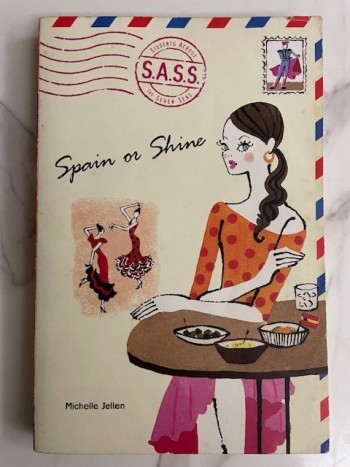 STUDENTS ACROSS
S.A.S.S.
THE SEVEN SEAS
Spain or Shine
Michelle Jellen